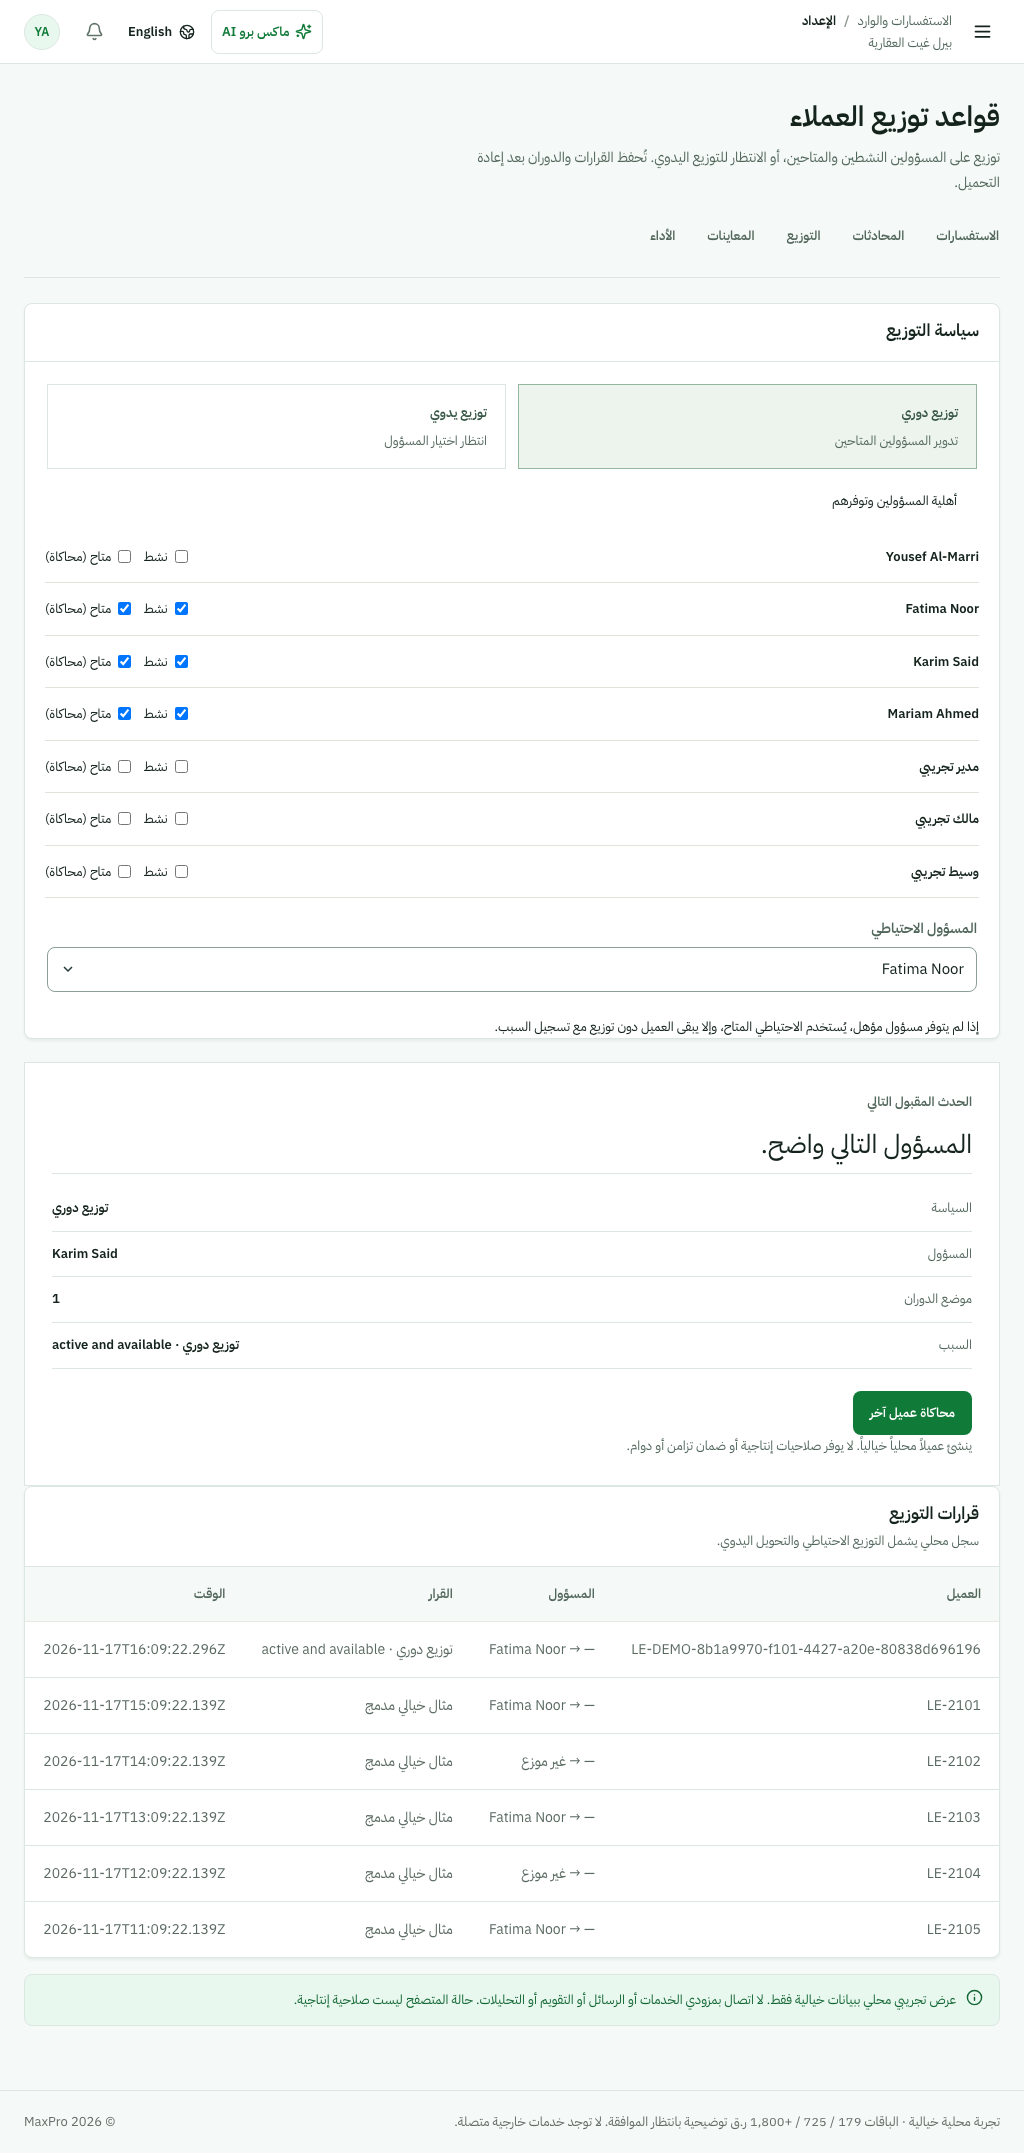 الاستفسارات والوارد / الإعداد
بيرل غيت العقارية
ماكس برو AI
English
YA
قواعد توزيع العملاء
توزيع على المسؤولين النشطين والمتاحين، أو الانتظار للتوزيع اليدوي. تُحفظ القرارات والدوران بعد إعادة
التحميل.
الاستفسارات المحادثات التوزيع المعاينات الأداء
سياسة التوزيع
توزيع دوري
تدوير المسؤولين المتاحين
توزيع يدوي
انتظار اختيار المسؤول
أهلية المسؤولين وتوفرهم
Yousef Al-Marri نشط متاح (محاكاة)
Fatima Noor نشط متاح (محاكاة)
Karim Said نشط متاح (محاكاة)
Mariam Ahmed نشط متاح (محاكاة)
مدير تجريبي نشط متاح (محاكاة)
مالك تجريبي نشط متاح (محاكاة)
وسيط تجريبي نشط متاح (محاكاة)
المسؤول الاحتياطي
Fatima Noor
إذا لم يتوفر مسؤول مؤهل، يُستخدم الاحتياطي المتاح، وإلا يبقى العميل دون توزيع مع تسجيل السبب.
الحدث المقبول التالي
المسؤول التالي واضح.
السياسة توزيع دوري
المسؤول Karim Said
موضع الدوران 1
السبب توزيع دوري · active and available
محاكاة عميل آخر
ينشئ عميلاً محلياً خيالياً. لا يوفر صلاحيات إنتاجية أو ضمان تزامن أو دوام.
قرارات التوزيع
سجل محلي يشمل التوزيع الاحتياطي والتحويل اليدوي.
العميل المسؤول القرار الوقت
LE-DEMO-8b1a9970-f101-4427-a20e-80838d696196 — → Fatima Noor توزيع دوري · active and available 2026-11-17T16:09:22.296Z
LE-2101 — → Fatima Noor مثال خيالي مدمج 2026-11-17T15:09:22.139Z
LE-2102 — → غير موزع مثال خيالي مدمج 2026-11-17T14:09:22.139Z
LE-2103 — → Fatima Noor مثال خيالي مدمج 2026-11-17T13:09:22.139Z
LE-2104 — → غير موزع مثال خيالي مدمج 2026-11-17T12:09:22.139Z
LE-2105 — → Fatima Noor مثال خيالي مدمج 2026-11-17T11:09:22.139Z
عرض تجريبي محلي ببيانات خيالية فقط. لا اتصال بمزودي الخدمات أو الرسائل أو التقويم أو التحليلات. حالة المتصفح ليست صلاحية إنتاجية.
تجربة محلية خيالية · الباقات 179 / 725 / 1,800+ ر.ق توضيحية بانتظار الموافقة. لا توجد خدمات خارجية متصلة.
© 2026 MaxPro